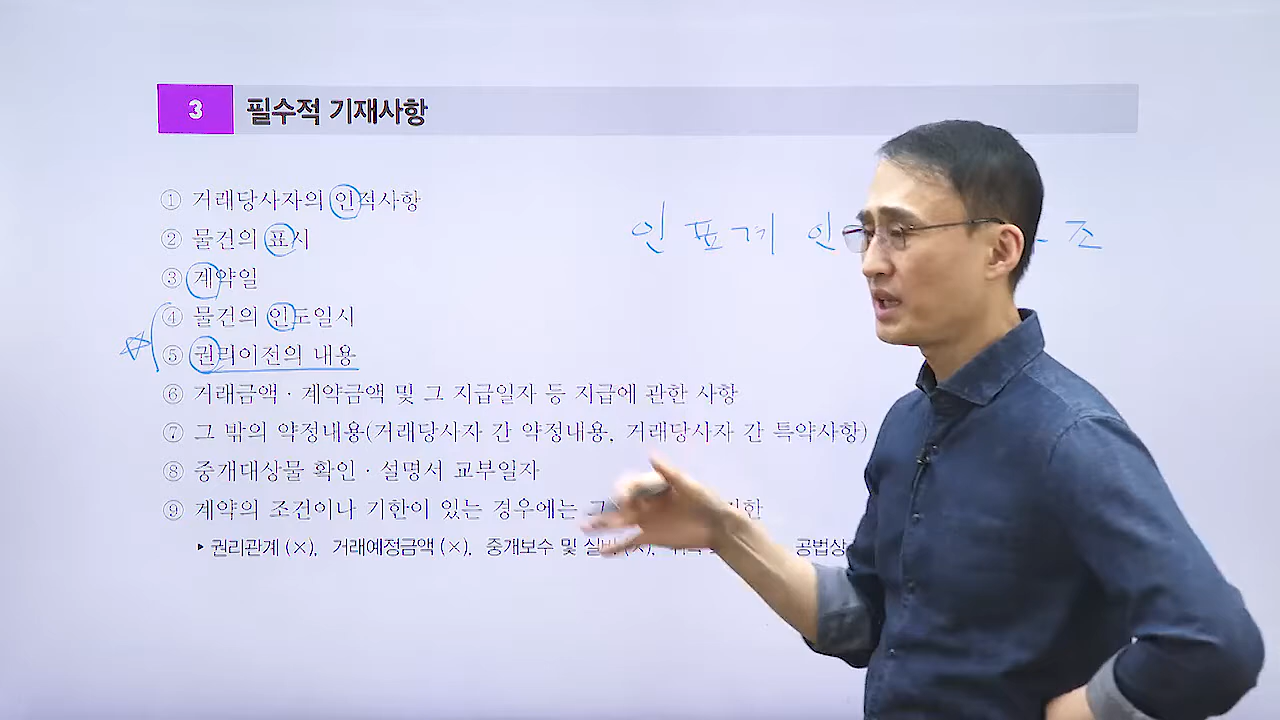 3 필수적 기재사항
① 거래당사자의 인적사항
인 표 계 인 조
② 물건의 표시
③ 계약일
④ 물건의 인도일시
⑤ 권리이전의 내용
⑥ 거래금액·계약금액 및 그 지급일자 등 지급에 관한 사항
⑦ 그 밖의 약정내용(거래당사자 간 약정내용, 거래당사자 간 특약사항)
⑧ 중개대상물 확인·설명서 교부일자
⑨ 계약의 조건이나 기한이 있는 경우에는 그 기한
▸ 권리관계 (×), 거래예정금액 (×), 중개보수 및 실비 (×), 공법상